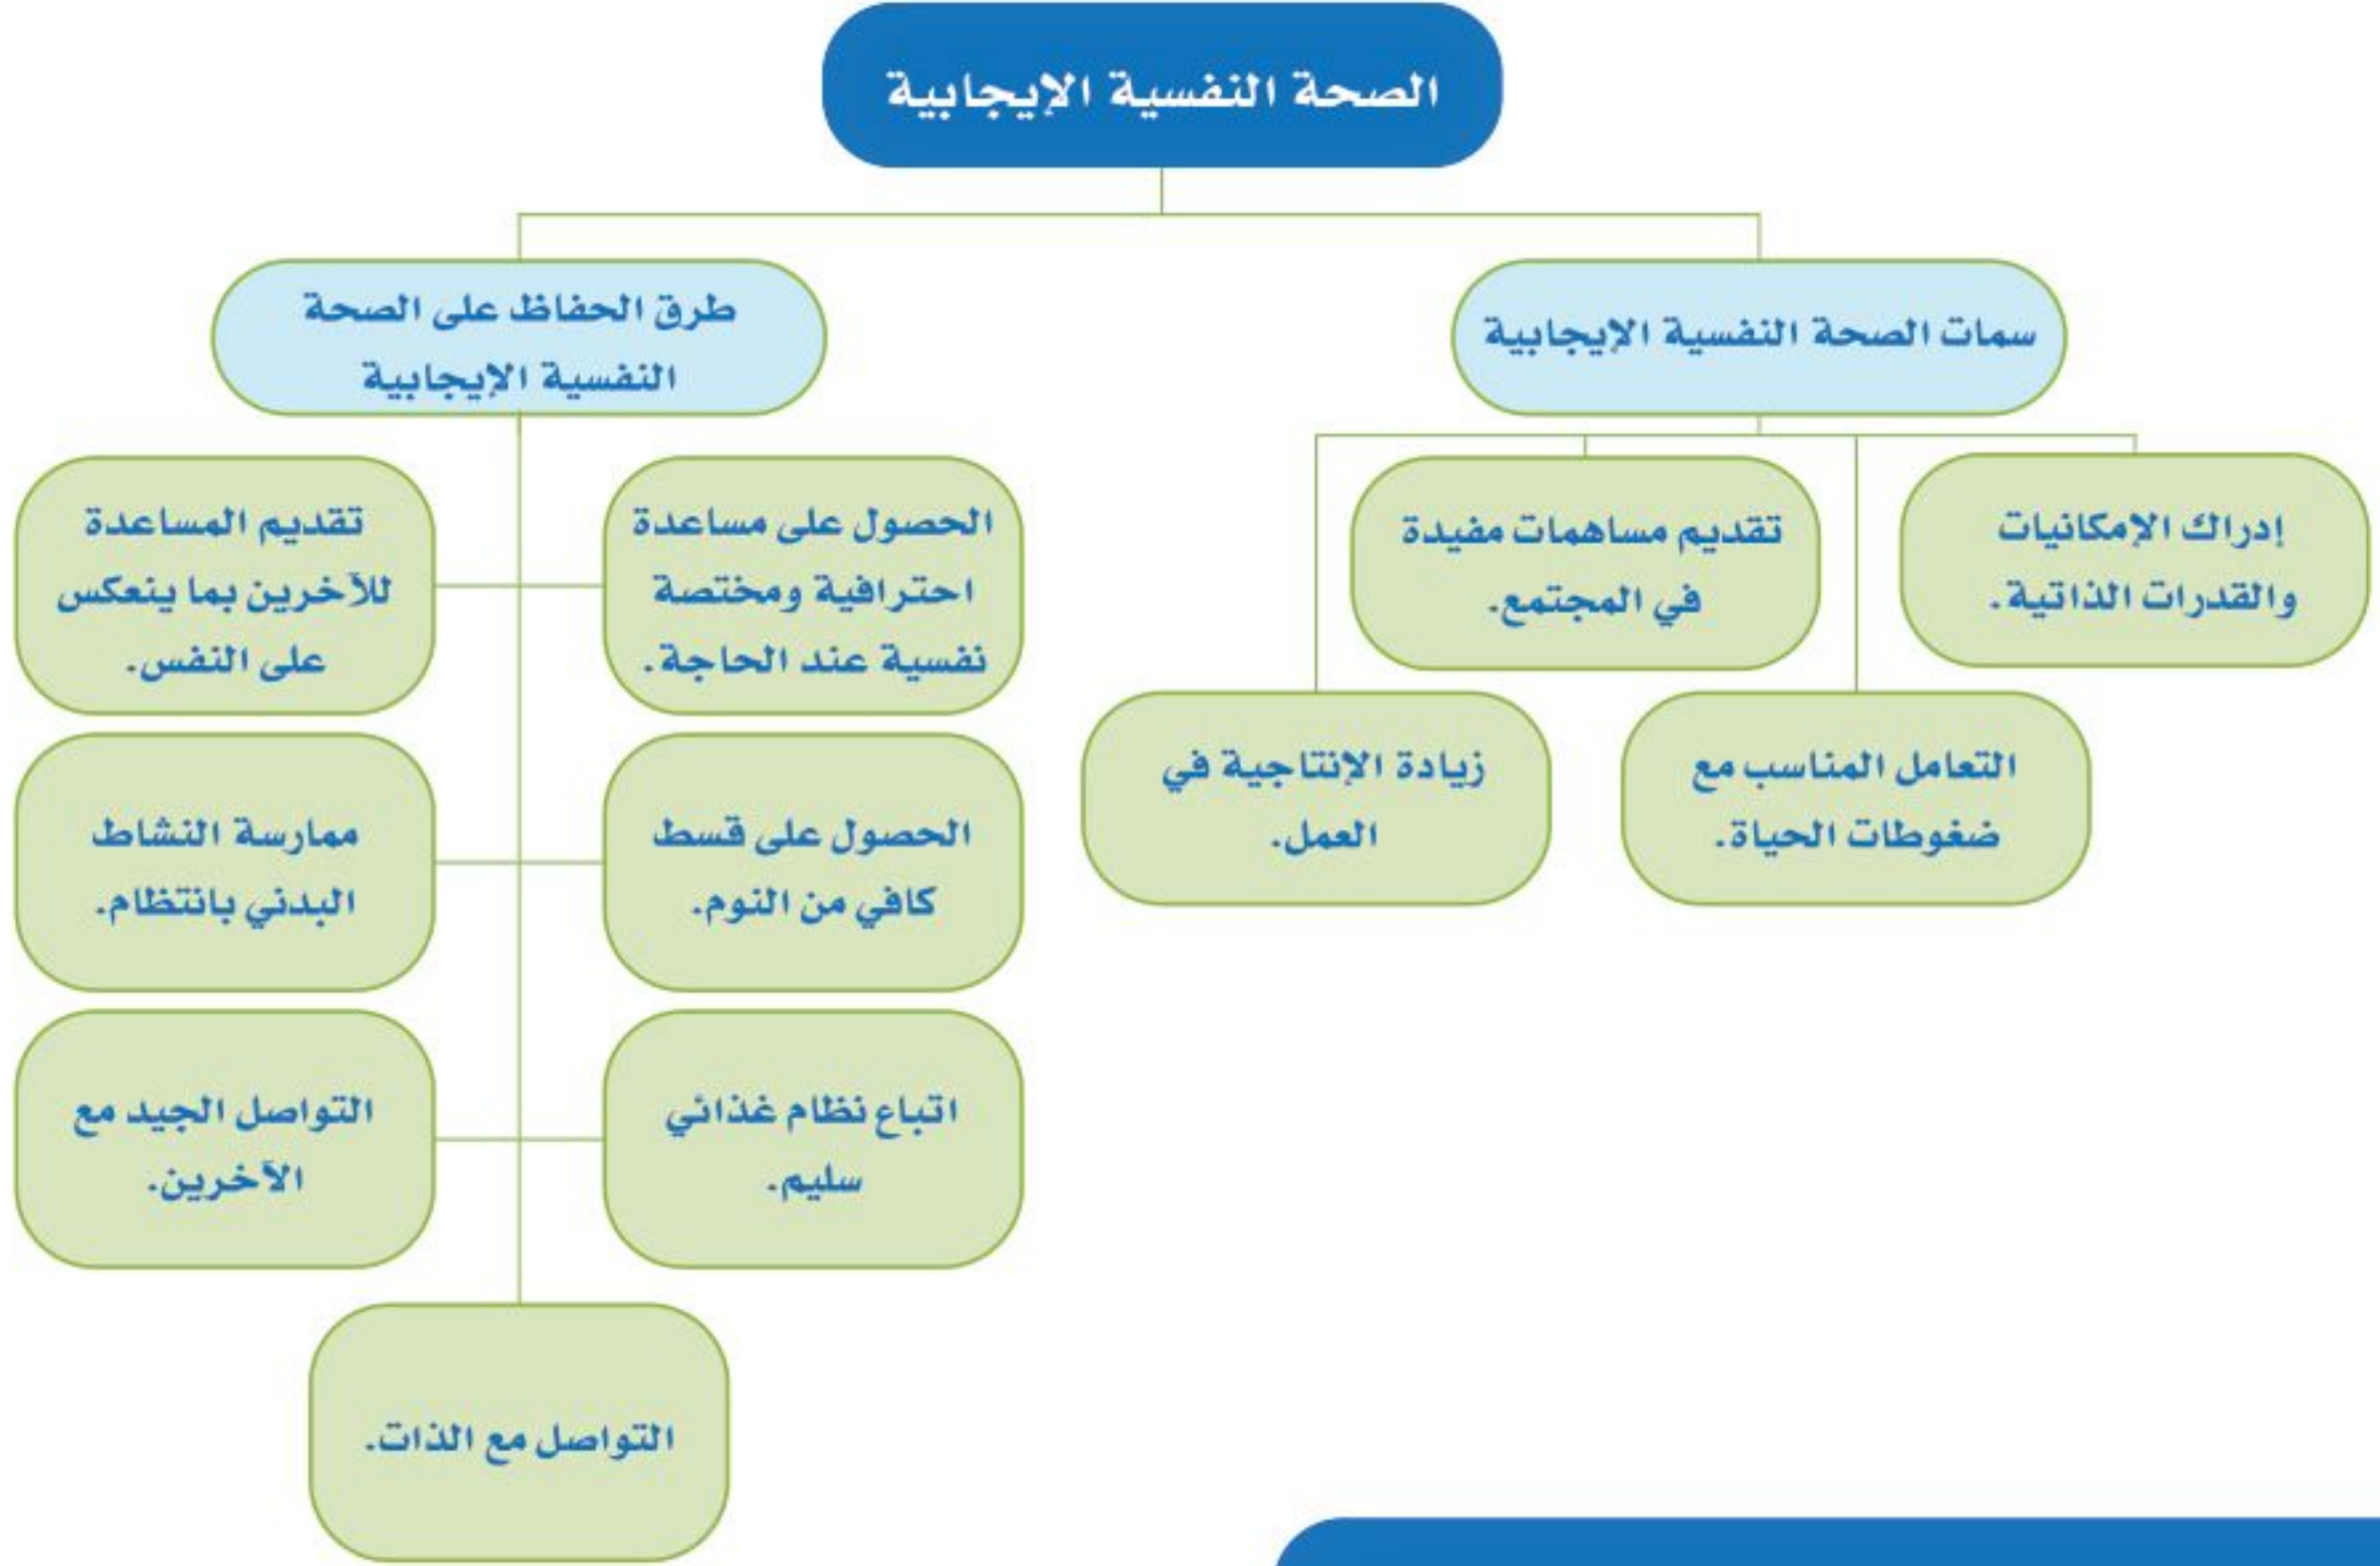 الصحة النفسية الإيجابية
سمات الصحة النفسية الإيجابية
إدراك الإمكانيات
والقدرات الذاتية.
تقديم مساهمات مفيدة
في المجتمع.
التعامل المناسب مع
ضغوطات الحياة.
زيادة الإنتاجية في
العمل.
طرق الحفاظ على الصحة
النفسية الإيجابية
الحصول على مساعدة
احترافية ومختصة
نفسية عند الحاجة.
تقديم المساعدة
للآخرين بما ينعكس
على النفس.
الحصول على قسط
كافي من النوم.
ممارسة النشاط
البدني بانتظام.
اتباع نظام غذائي
سليم.
التواصل الجيد مع
الآخرين.
التواصل مع الذات.